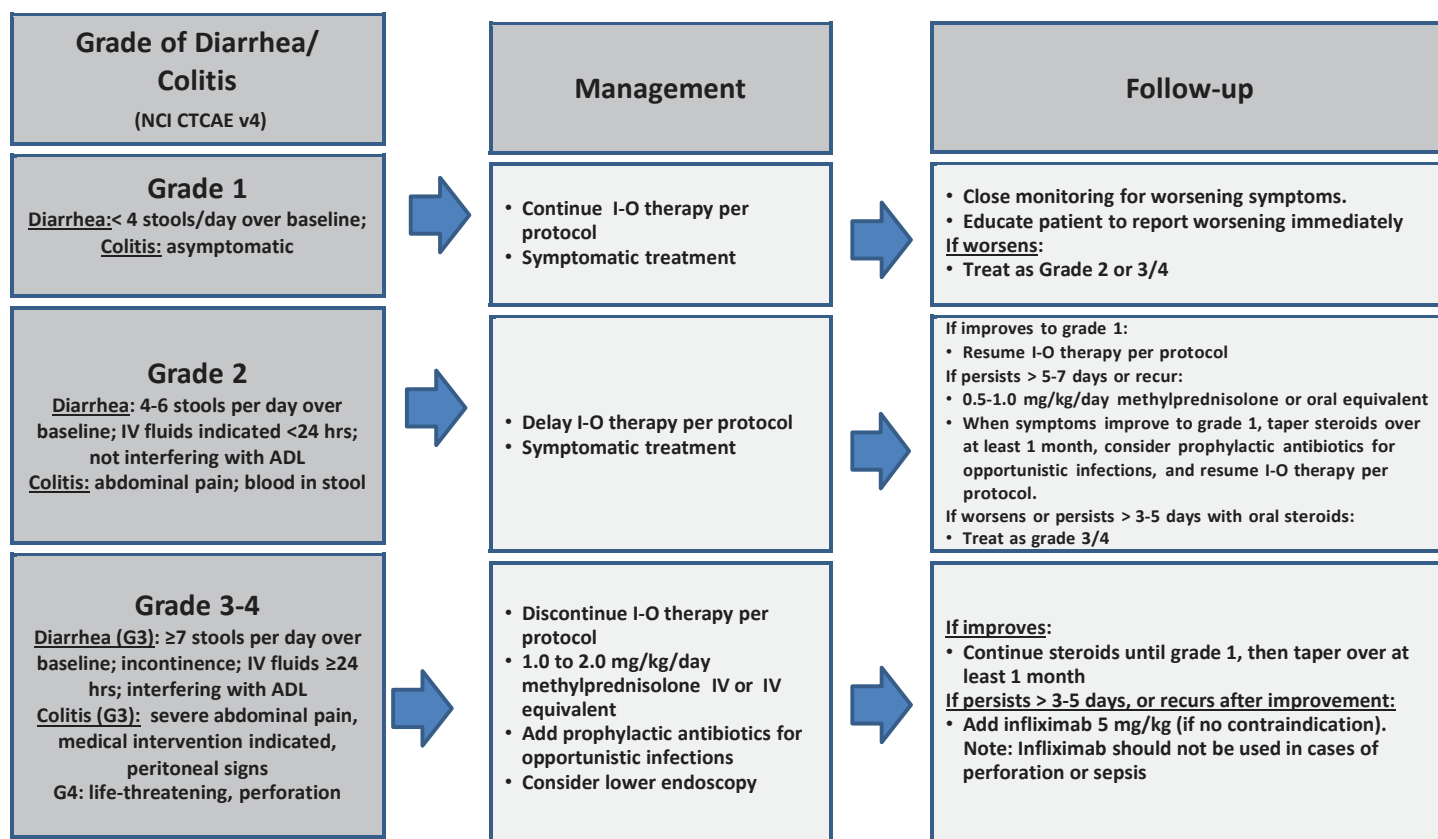 Grade of Diarrhea/
Colitis
(NCI CTCAE v4)
Management
Follow-up
Grade 1
Diarrhea:< 4 stools/day over baseline;
Colitis: asymptomatic
• Continue I-O therapy per
protocol
• Symptomatic treatment
• Close monitoring for worsening symptoms.
• Educate patient to report worsening immediately
If worsens:
• Treat as Grade 2 or 3/4
Grade 2
Diarrhea: 4-6 stools per day over
baseline; IV fluids indicated <24 hrs;
not interfering with ADL
Colitis: abdominal pain; blood in stool
• Delay I-O therapy per protocol
• Symptomatic treatment
If improves to grade 1:
• Resume I-O therapy per protocol
If persists > 5-7 days or recur:
• 0.5-1.0 mg/kg/day methylprednisolone or oral equivalent
• When symptoms improve to grade 1, taper steroids over
at least 1 month, consider prophylactic antibiotics for
opportunistic infections, and resume I-O therapy per
protocol.
If worsens or persists > 3-5 days with oral steroids:
• Treat as grade 3/4
Grade 3-4
Diarrhea (G3): ≥7 stools per day over
baseline; incontinence; IV fluids ≥24
hrs; interfering with ADL
Colitis (G3): severe abdominal pain,
medical intervention indicated,
peritoneal signs
G4: life-threatening, perforation
• Discontinue I-O therapy per
protocol
• 1.0 to 2.0 mg/kg/day
methylprednisolone IV or IV
equivalent
• Add prophylactic antibiotics for
opportunistic infections
• Consider lower endoscopy
If improves:
• Continue steroids until grade 1, then taper over at
least 1 month
If persists > 3-5 days, or recurs after improvement:
• Add infliximab 5 mg/kg (if no contraindication).
Note: Infliximab should not be used in cases of
perforation or sepsis